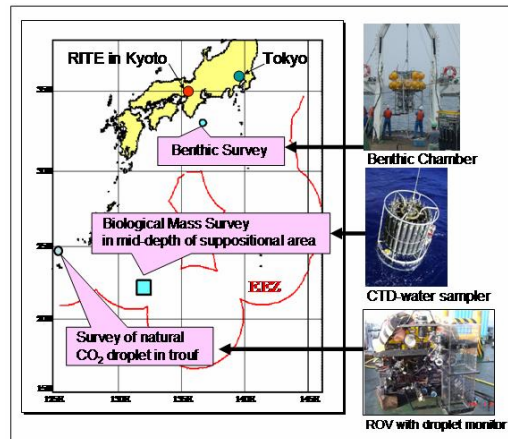 RITE in Kyoto
Tokyo
Benthic Survey
Benthic Chamber
Biological Mass Survey
in mid-depth of suppositional area
CTD-water sampler
EEZ
Survey of natural
CO₂ droplet in trouf
ROV with droplet monitor
35N
30N
25N
20N
15N
125E
130E
135E
140E
145E